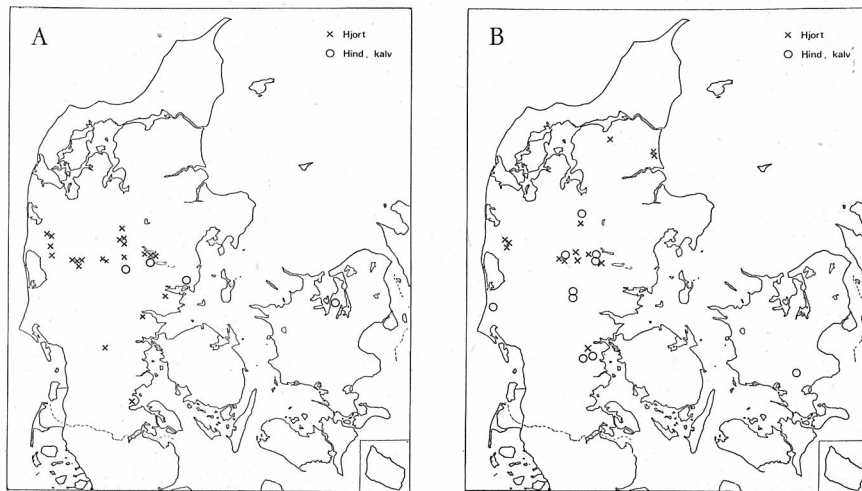 A
× Hjort
○ Hind, kalv
B
× Hjort
○ Hind, kalv